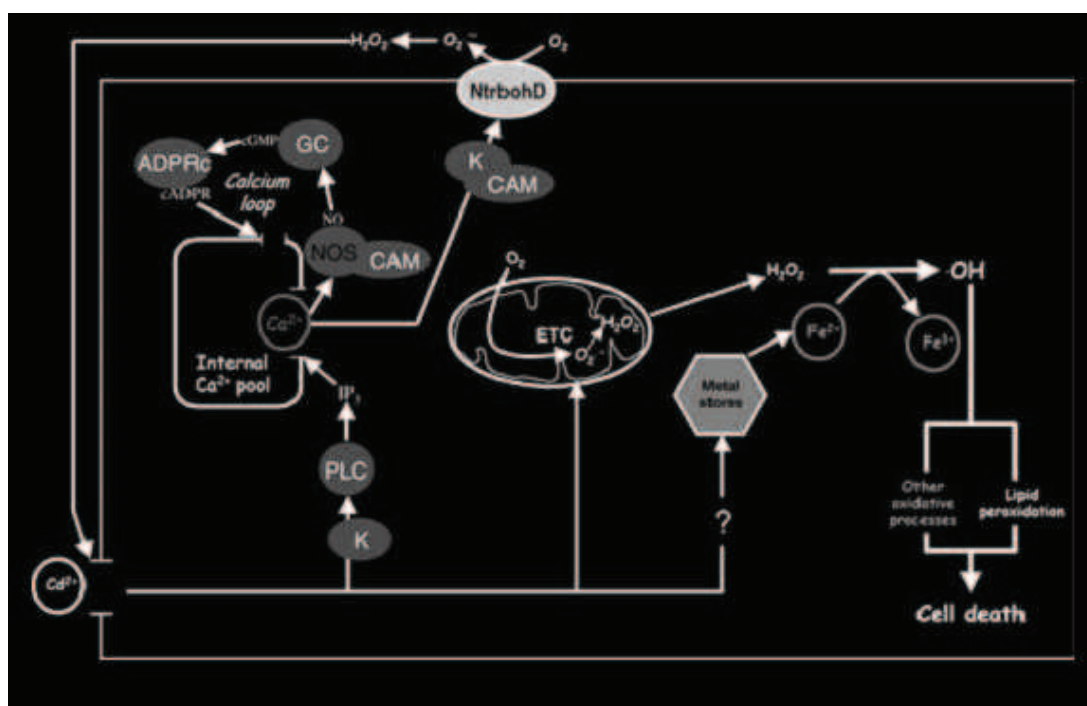 H₂O₂
O₂·⁻
O₂
NtrbohD
GC
cGMP
ADPRc
cADPR
Calcium
loop
K
CAM
NO
NOS
CAM
Ca²⁺
Internal
Ca²⁺ pool
IP₃
PLC
K
O₂
ETC
H₂O₂
O₂·⁻
H₂O₂
·OH
Fe²⁺
Fe³⁺
Metal
stores
?
Other
oxidative
processes
Lipid
peroxidation
Cd²⁺
Cell death